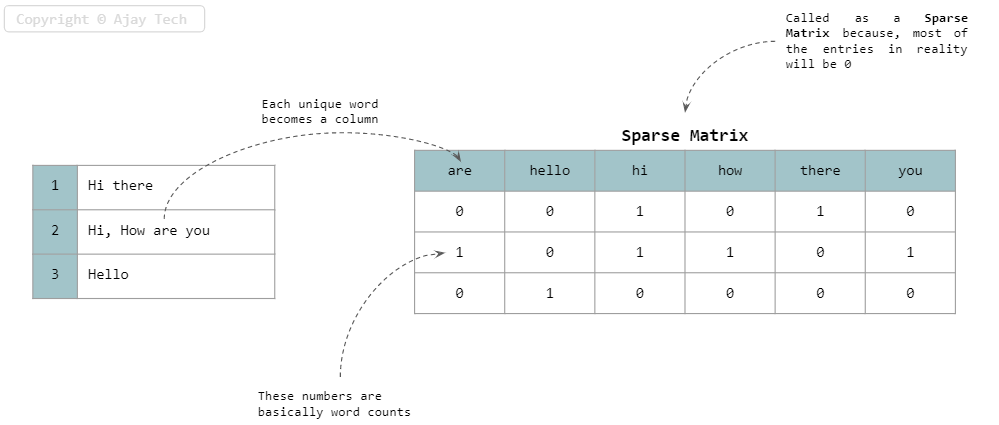 Copyright © Ajay Tech
Called as a Sparse
Matrix because, most of
the entries in reality
will be 0
Each unique word
becomes a column
Sparse Matrix
1 Hi there
2 Hi, How are you
3 Hello
are hello hi how there you
0 0 1 0 1 0
1 0 1 1 0 1
0 1 0 0 0 0
These numbers are
basically word counts